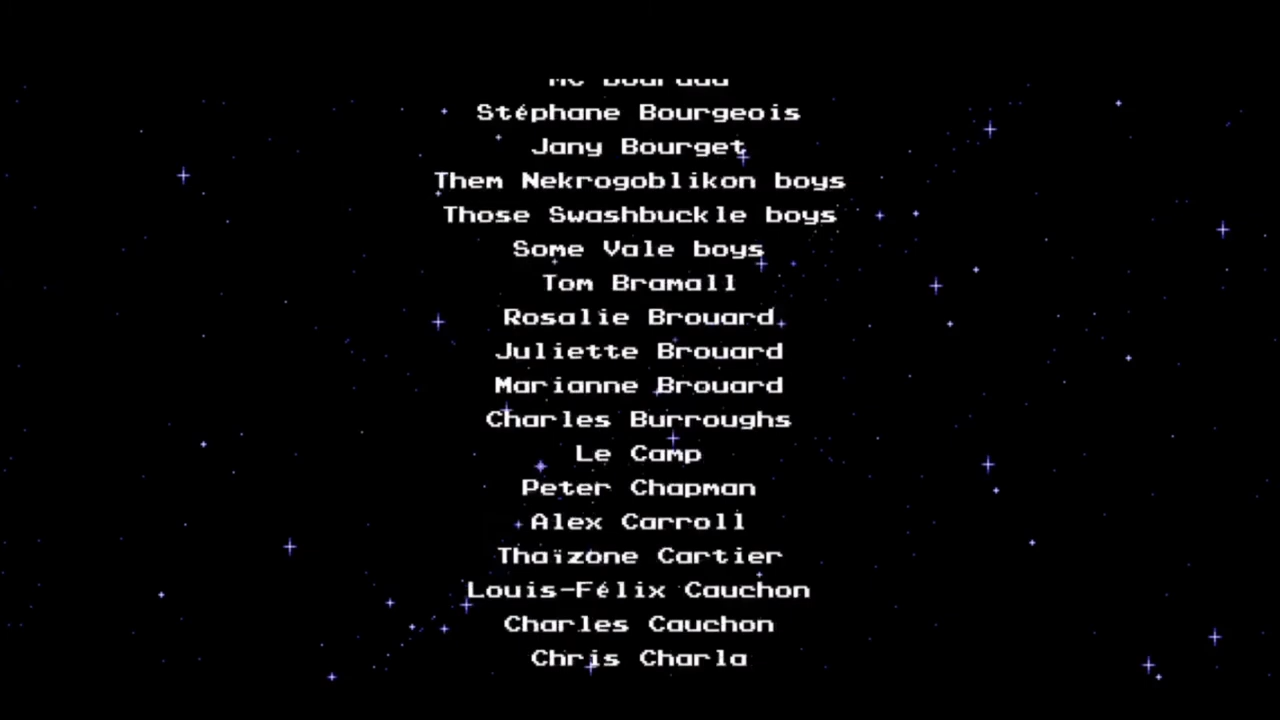 Stéphane Bourgeois
Jany Bourget
Them Nekrogoblikon boys
Those Swashbuckle boys
Some Vale boys
Tom Bramall
Rosalie Brouard
Juliette Brouard
Marianne Brouard
Charles Burroughs
Le Camp
Peter Chapman
Alex Carroll
Thaïzone Cartier
Louis-Félix Cauchon
Charles Cauchon
Chris Charla